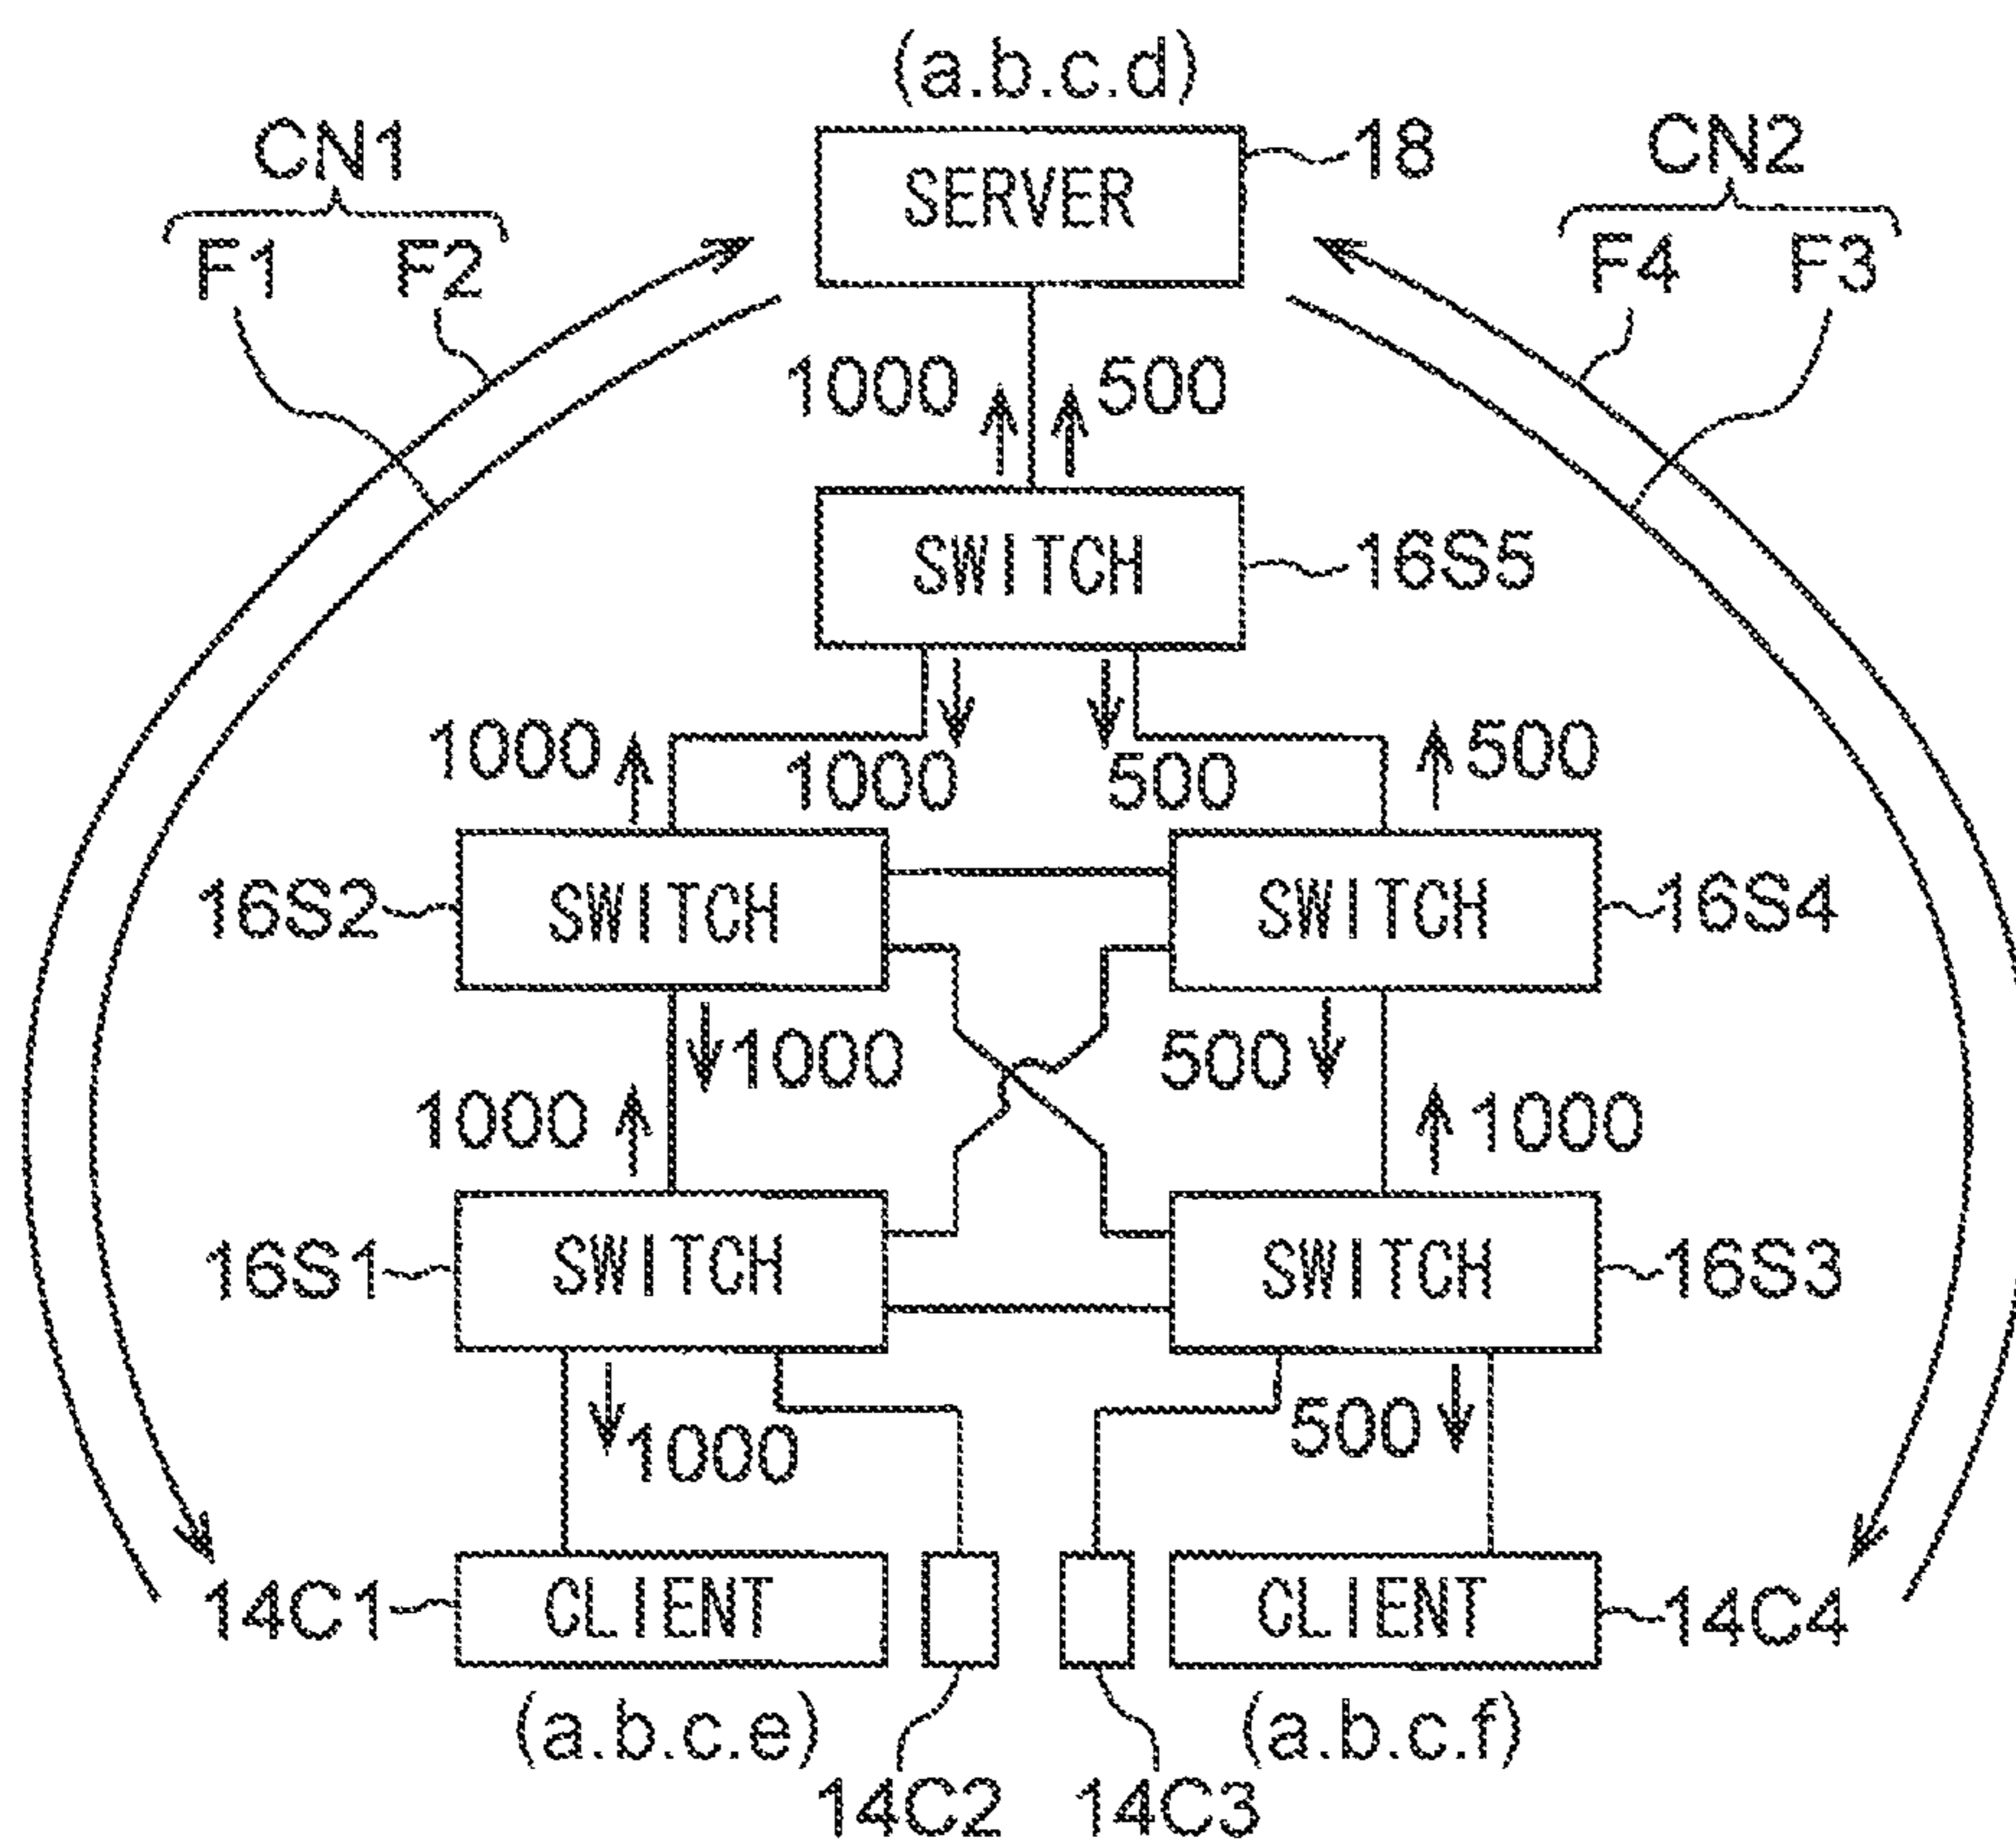 (a.b.c.d)
CN1
18
CN2
SERVER
F1 F2
F4 F3
1000 500
SWITCH
16S5
1000
1000
500
500
16S2
SWITCH
SWITCH
16S4
1000
500
1000
1000
16S1
SWITCH
SWITCH
16S3
1000
500
14C1
CLIENT
CLIENT
14C4
(a.b.c.e)
(a.b.c.f)
14C2
14C3